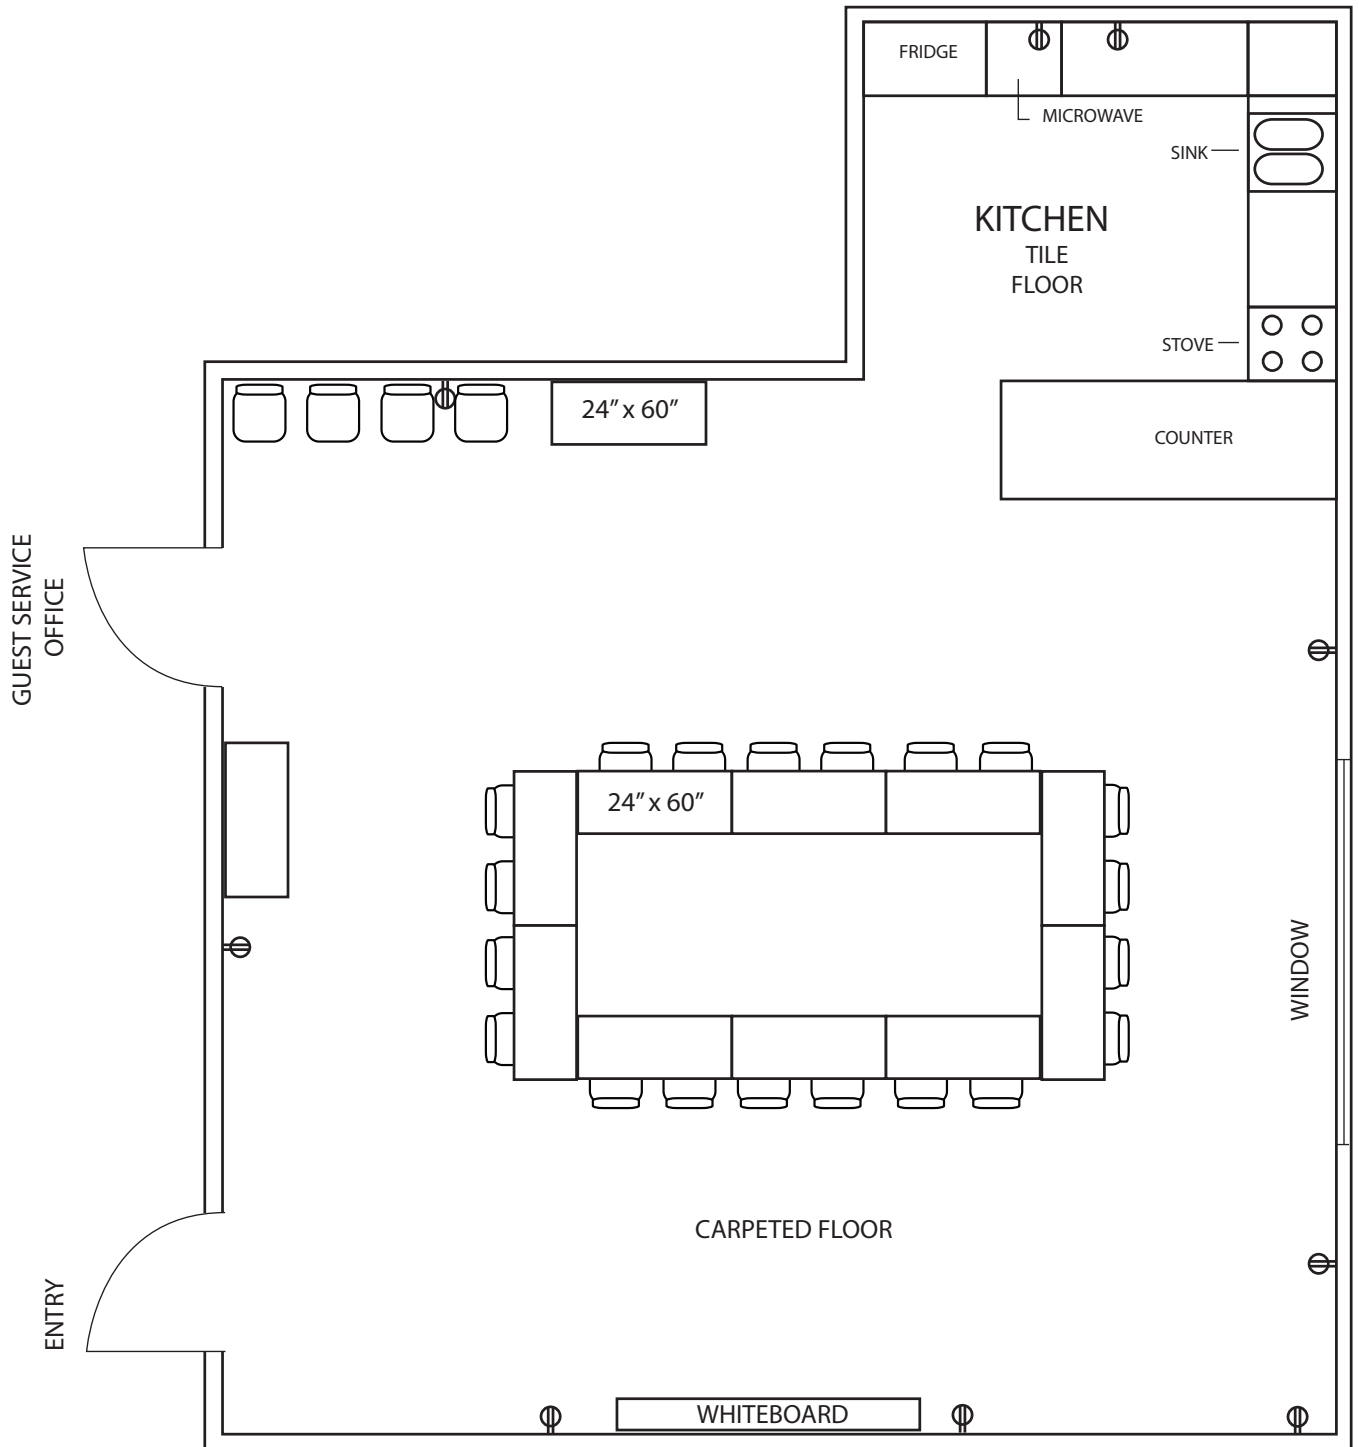 FRIDGE
MICROWAVE
SINK
KITCHEN
TILE
FLOOR
STOVE
24” x 60”
COUNTER
GUEST SERVICE
OFFICE
24” x 60”
WINDOW
CARPETED FLOOR
ENTRY
WHITEBOARD